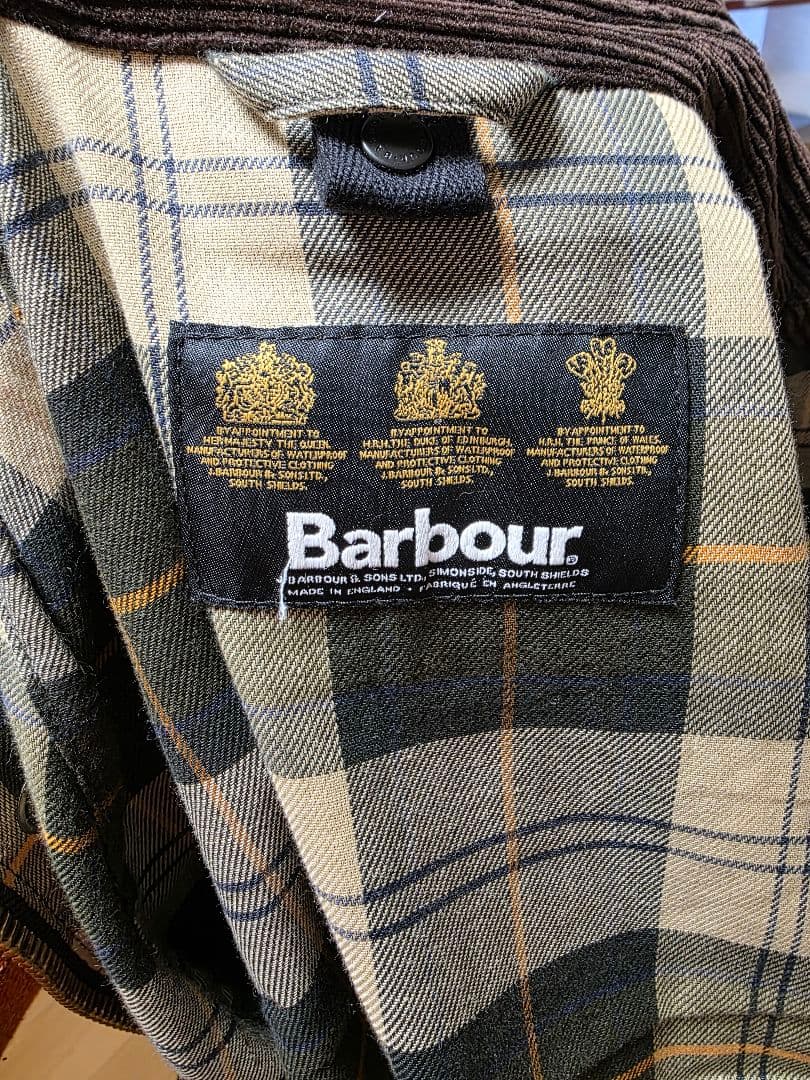 BY APPOINTMENT TO
HER MAJESTY THE QUEEN
MANUFACTURERS OF WATERPROOF
AND PROTECTIVE CLOTHING
J. BARBOUR & SONS LTD.,
SOUTH SHIELDS.
BY APPOINTMENT TO
H.R.H. THE DUKE OF EDINBURGH,
MANUFACTURERS OF WATERPROOF
AND PROTECTIVE CLOTHING
J. BARBOUR & SONS LTD.,
SOUTH SHIELDS.
BY APPOINTMENT TO
H.R.H. THE PRINCE OF WALES,
MANUFACTURERS OF WATERPROOF
AND PROTECTIVE CLOTHING
J. BARBOUR & SONS LTD.,
SOUTH SHIELDS.
Barbour®
J BARBOUR & SONS LTD., SIMONSIDE, SOUTH SHIELDS
MADE IN ENGLAND • FABRIQUÉ EN ANGLETERRE